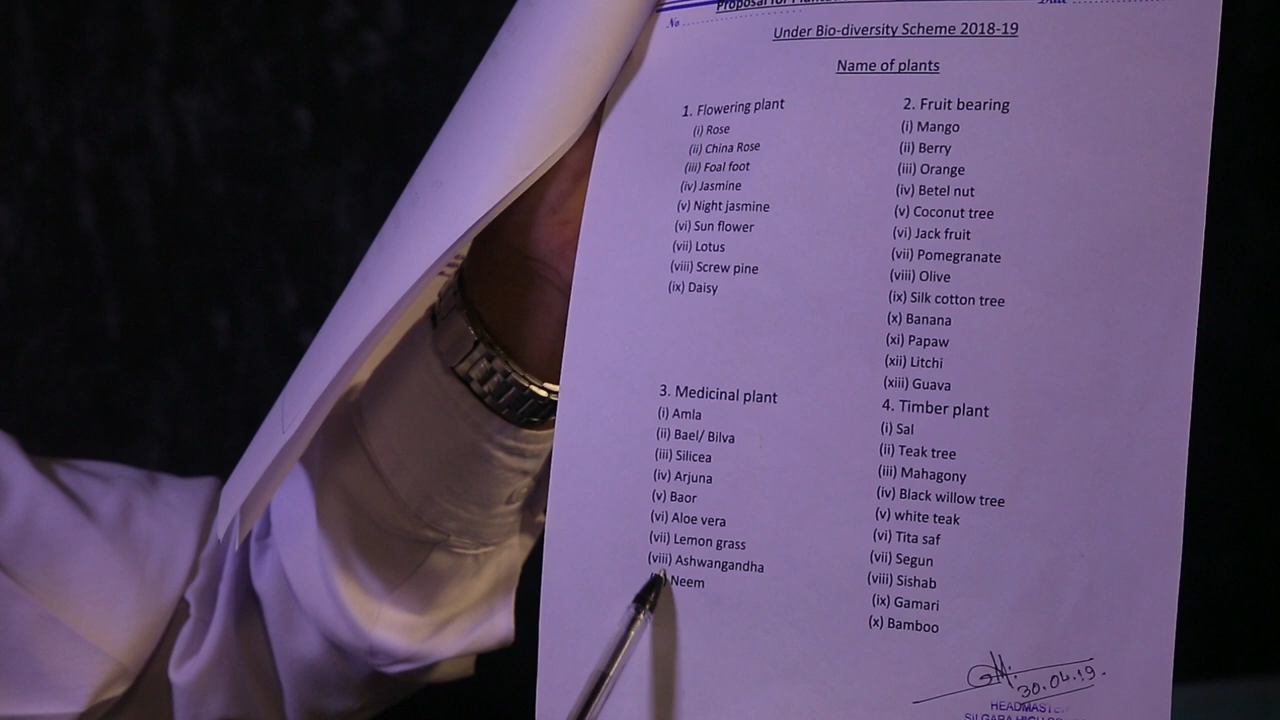 Proposal for
No
Under Bio-diversity Scheme 2018-19
Name of plants
1. Flowering plant
(i) Rose
(ii) China Rose
(iii) Foal foot
(iv) Jasmine
(v) Night jasmine
(vi) Sun flower
(vii) Lotus
(viii) Screw pine
(ix) Daisy
2. Fruit bearing
(i) Mango
(ii) Berry
(iii) Orange
(iv) Betel nut
(v) Coconut tree
(vi) Jack fruit
(vii) Pomegranate
(viii) Olive
(ix) Silk cotton tree
(x) Banana
(xi) Papaw
(xii) Litchi
(xiii) Guava
3. Medicinal plant
(i) Amla
(ii) Bael/ Bilva
(iii) Silicea
(iv) Arjuna
(v) Baor
(vi) Aloe vera
(vii) Lemon grass
(viii) Ashwangandha
Neem
4. Timber plant
(i) Sal
(ii) Teak tree
(iii) Mahagony
(iv) Black willow tree
(v) white teak
(vi) Tita saf
(vii) Segun
(viii) Sishab
(ix) Gamari
(x) Bamboo
30.04.19.